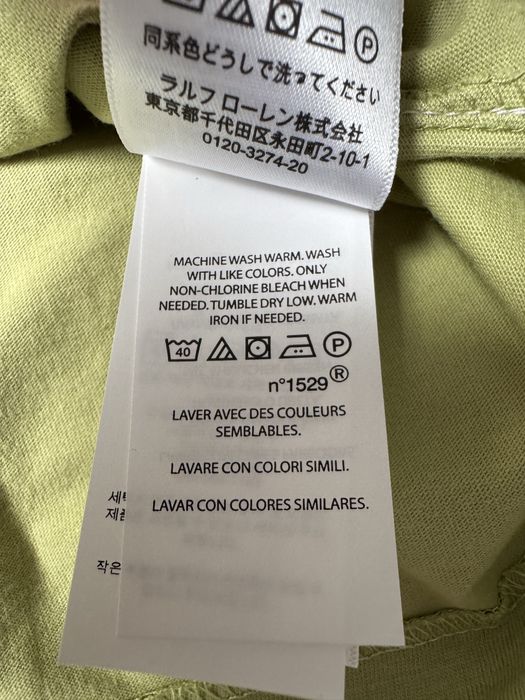 同系色どうしで洗ってください
ラルフ ローレン株式会社
東京都千代田区永田町2-10-1
0120-3274-20
MACHINE WASH WARM. WASH
WITH LIKE COLORS. ONLY
NON-CHLORINE BLEACH WHEN
NEEDED. TUMBLE DRY LOW. WARM
IRON IF NEEDED.
40 P
n°1529®
LAVER AVEC DES COULEURS
SEMBLABLES.
LAVARE CON COLORI SIMILI.
LAVAR CON COLORES SIMILARES.
제품
작은